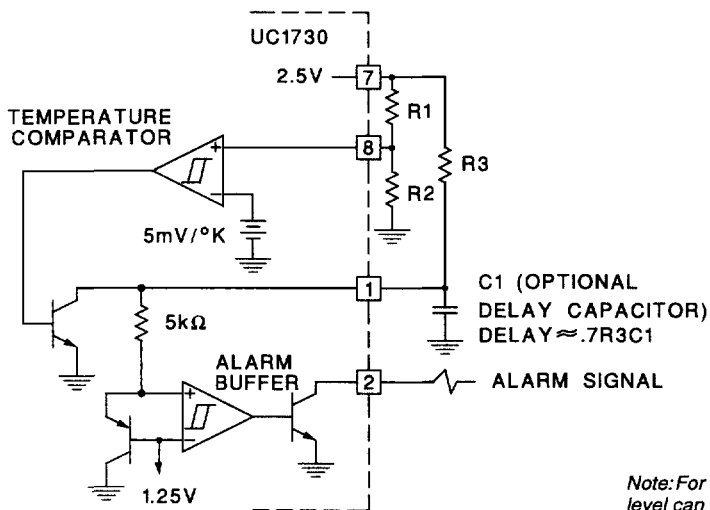 UC1730
2.5V
7
R1
TEMPERATURE
COMPARATOR
+
8
R3
−
R2
5mV/°K
1
C1 (OPTIONAL
DELAY CAPACITOR)
DELAY≈.7R3C1
5kΩ
ALARM
BUFFER
2
ALARM SIGNAL
+
−
1.25V
Note: For
level can